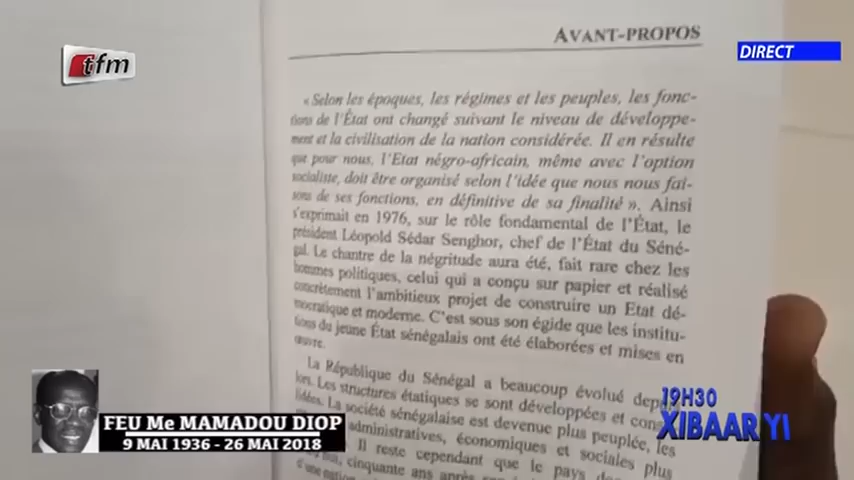 AVANT-PROPOS
DIRECT
tfm
« Selon les époques, les régimes et les peuples, les fonc-
tions de l'État ont changé suivant le niveau de développe-
ment et la civilisation de la nation considérée. Il en résulte
que pour nous, l'Etat négro-africain, même avec l'option
socialiste, doit être organisé selon l'idée que nous nous fai-
sons de ses fonctions, en définitive de sa finalité ». Ainsi
s'exprimait en 1976, sur le rôle fondamental de l'État, le
président Léopold Sédar Senghor, chef de l'État du Séné-
gal. Le chantre de la négritude aura été, fait rare chez les
hommes politiques, celui qui a conçu sur papier et réalisé
concrètement l'ambitieux projet de construire un Etat dé-
mocratique et moderne. C'est sous son égide que les institu-
tions du jeune État sénégalais ont été élaborées et mises en
œuvre.
La République du Sénégal a beaucoup évolué depuis
lors. Les structures étatiques se sont développées et
idées. La société sénégalaise est devenue plus peuplée, les
administratives, économiques et sociales plus
Il reste cependant que le pays
cinquante ans après
d'une nation
FEU Me MAMADOU DIOP
9 MAI 1936 - 26 MAI 2018
19H30
XIBAAR YI